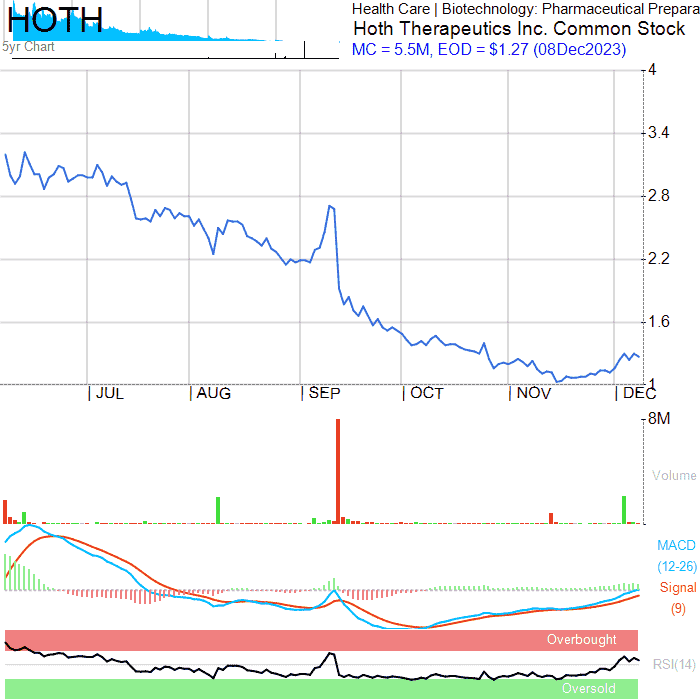 HOTH
5yr Chart
Health Care | Biotechnology: Pharmaceutical Prepara
Hoth Therapeutics Inc. Common Stock
MC = 5.5M, EOD = $1.27 (08Dec2023)
4
3.4
2.8
2.2
1.6
1
JUL AUG SEP OCT NOV DEC
8M
Volume
MACD
(12-26)
Signal
(9)
Overbought
RSI(14)
Oversold